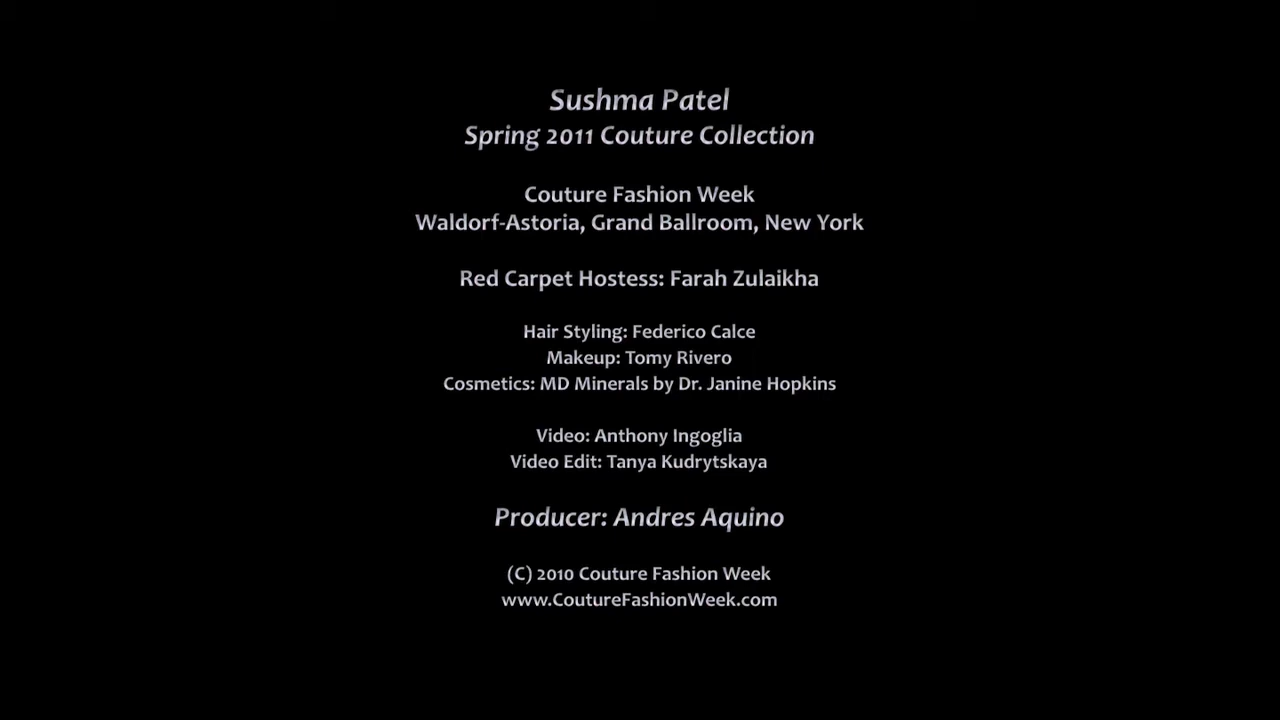 Sushma Patel
Spring 2011 Couture Collection
Couture Fashion Week
Waldorf-Astoria, Grand Ballroom, New York
Red Carpet Hostess: Farah Zulaikha
Hair Styling: Federico Calce
Makeup: Tomy Rivero
Cosmetics: MD Minerals by Dr. Janine Hopkins
Video: Anthony Ingoglia
Video Edit: Tanya Kudrytskaya
Producer: Andres Aquino
(C) 2010 Couture Fashion Week
www.CoutureFashionWeek.com